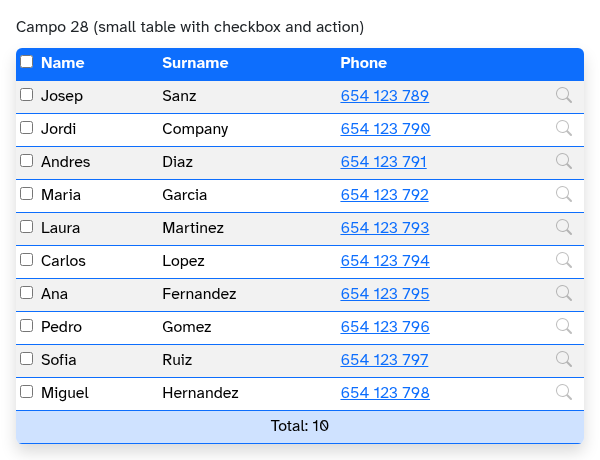 Campo 28 (small table with checkbox and action)
Name Surname Phone
Josep Sanz 654 123 789
Jordi Company 654 123 790
Andres Diaz 654 123 791
Maria Garcia 654 123 792
Laura Martinez 654 123 793
Carlos Lopez 654 123 794
Ana Fernandez 654 123 795
Pedro Gomez 654 123 796
Sofia Ruiz 654 123 797
Miguel Hernandez 654 123 798
Total: 10